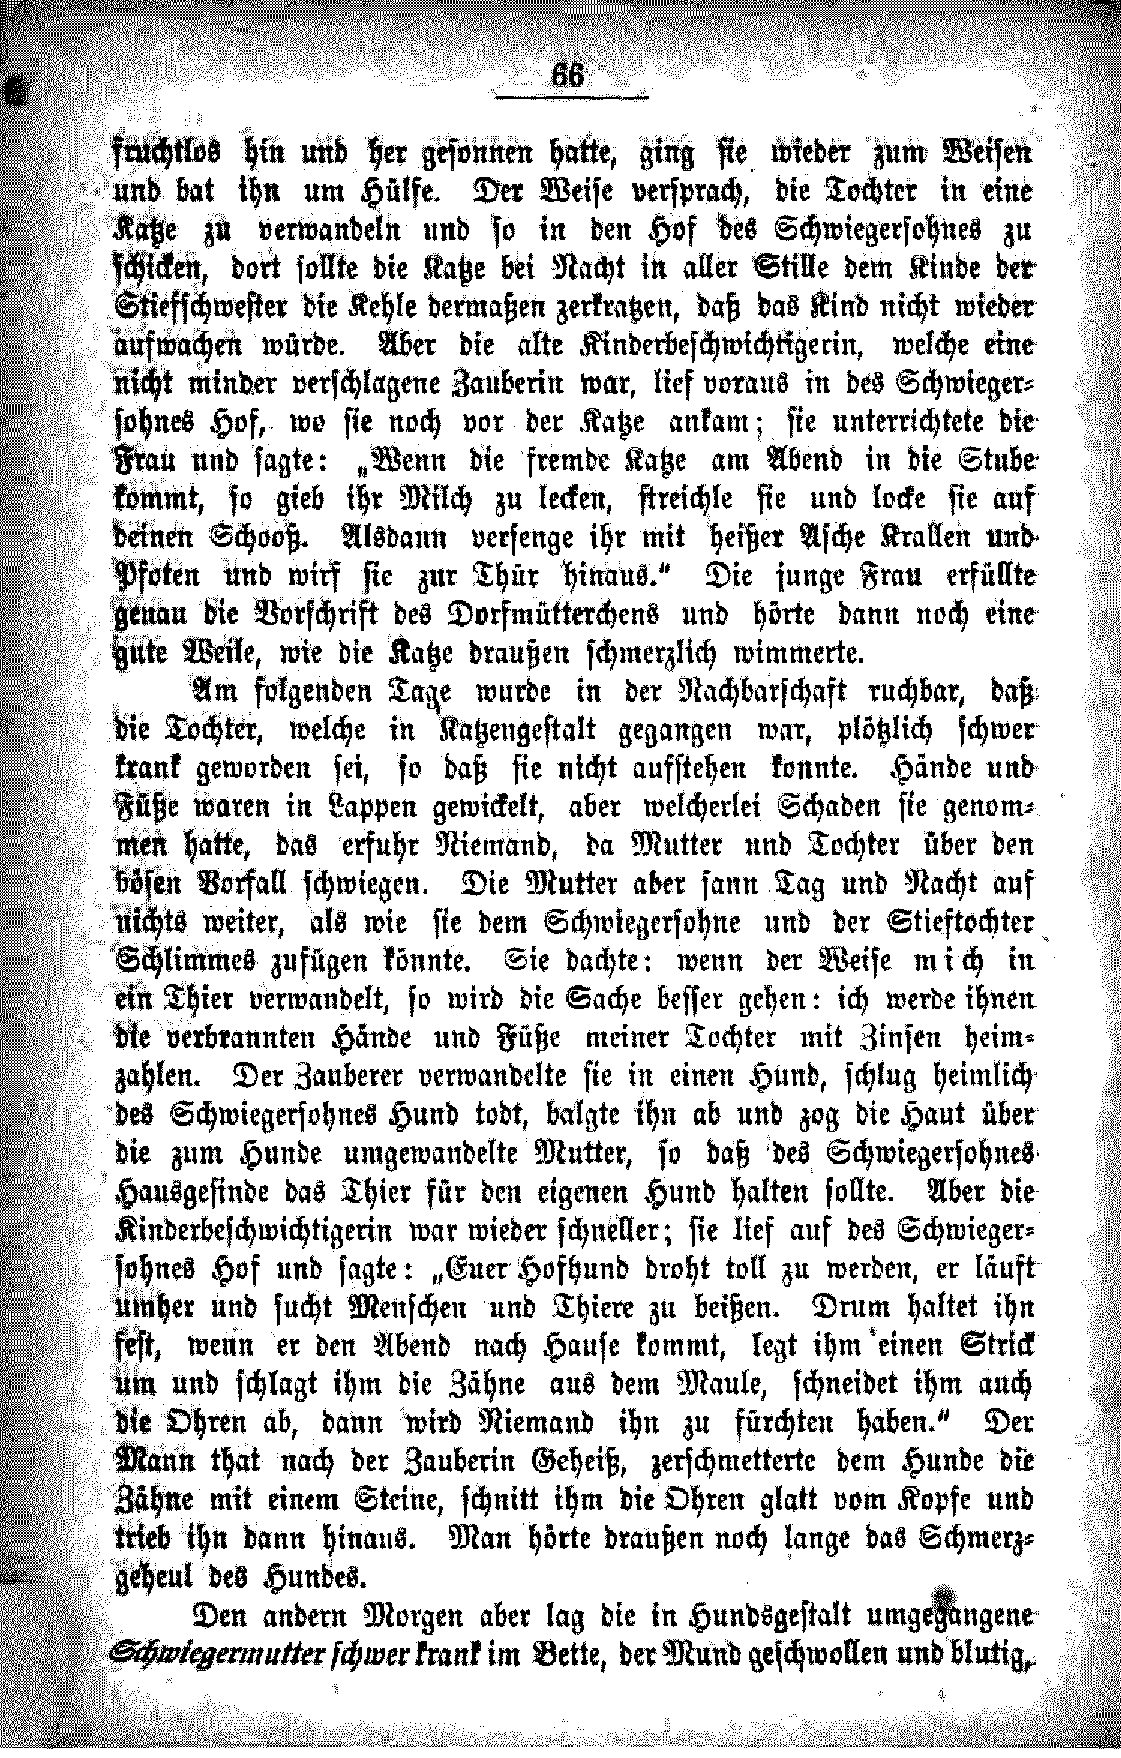 66
fruchtlos hin und her gesonnen hatte, ging sie wieder zum Weisen
und bat ihn um Hülfe. Der Weise versprach, die Tochter in eine
Katze zu verwandeln und so in den Hof des Schwiegersohnes zu
schicken, dort sollte die Katze bei Nacht in aller Stille dem Kinde der
Stiefschwester die Kehle dermaßen zerkratzen, daß das Kind nicht wieder
aufwachen würde. Aber die alte Kinderbeschwichtigerin, welche eine
nicht minder verschlagene Zauberin war, lief voraus in des Schwieger-
sohnes Hof, wo sie noch vor der Katze ankam; sie unterrichtete die
Frau und sagte: „Wenn die fremde Katze am Abend in die Stube
kommt, so gieb ihr Milch zu lecken, streichle sie und locke sie auf
deinen Schooß. Alsdann versenge ihr mit heißer Asche Krallen und
Pfoten und wirf sie zur Thür hinaus.“ Die junge Frau erfüllte
genau die Vorschrift des Dorfmütterchens und hörte dann noch eine
gute Weile, wie die Katze draußen schmerzlich wimmerte.
Am folgenden Tage wurde in der Nachbarschaft ruchbar, daß
die Tochter, welche in Katzengestalt gegangen war, plötzlich schwer
krank geworden sei, so daß sie nicht aufstehen konnte. Hände und
Füße waren in Lappen gewickelt, aber welcherlei Schaden sie genom-
men hatte, das erfuhr Niemand, da Mutter und Tochter über den
bösen Vorfall schwiegen. Die Mutter aber sann Tag und Nacht auf
nichts weiter, als wie sie dem Schwiegersohne und der Stieftochter
Schlimmes zufügen könnte. Sie dachte: wenn der Weise mich in
ein Thier verwandelt, so wird die Sache besser gehen: ich werde ihnen
die verbrannten Hände und Füße meiner Tochter mit Zinsen heim-
zahlen. Der Zauberer verwandelte sie in einen Hund, schlug heimlich
des Schwiegersohnes Hund todt, balgte ihn ab und zog die Haut über
die zum Hunde umgewandelte Mutter, so daß des Schwiegersohnes
Hausgesinde das Thier für den eigenen Hund halten sollte. Aber die
Kinderbeschwichtigerin war wieder schneller; sie lief auf des Schwieger-
sohnes Hof und sagte: „Euer Hofhund droht toll zu werden, er läuft
umher und sucht Menschen und Thiere zu beißen. Drum haltet ihn
fest, wenn er den Abend nach Hause kommt, legt ihm einen Strick
um und schlagt ihm die Zähne aus dem Maule, schneidet ihm auch
die Ohren ab, dann wird Niemand ihn zu fürchten haben.“ Der
Mann that nach der Zauberin Geheiß, zerschmetterte dem Hunde die
Zähne mit einem Steine, schnitt ihm die Ohren glatt vom Kopfe und
trieb ihn dann hinaus. Man hörte draußen noch lange das Schmerz-
geheul des Hundes.
Den andern Morgen aber lag die in Hundsgestalt umgegangene
Schwiegermutter schwer krank im Bette, der Mund geschwollen und blutig,